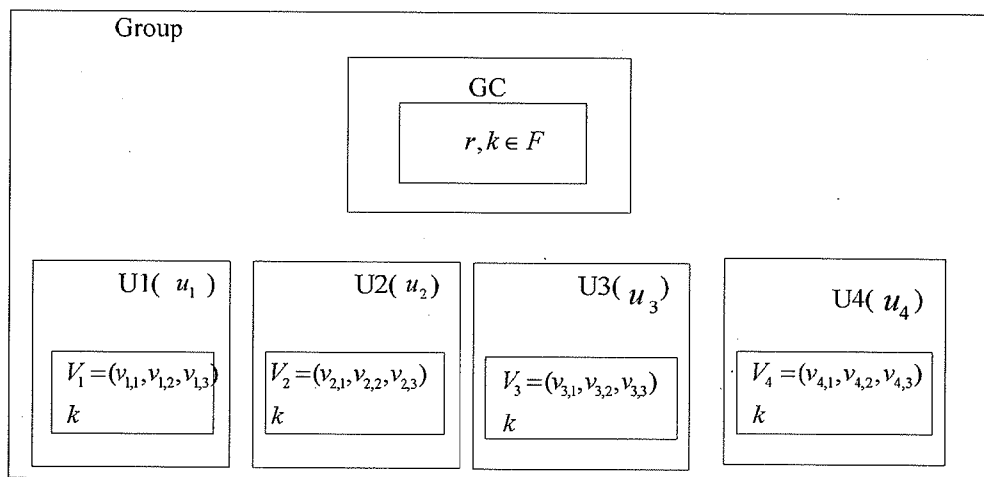 Group
GC
r, k ∈ F
U1( u₁ )
U2( u₂ )
U3( u₃ )
U4( u₄ )
V₁ =(v₁,₁,v₁,₂,v₁,₃)
k
V₂ =(v₂,₁,v₂,₂,v₂,₃)
k
V₃ =(v₃,₁,v₃,₂,v₃,₃)
k
V₄ =(v₄,₁,v₄,₂,v₄,₃)
k